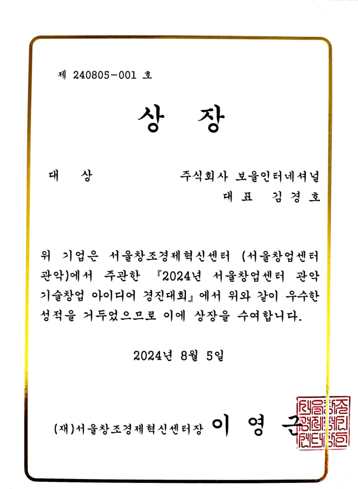 제 240805-001 호
상 장
대 상
주식회사 보울인터네셔널
대 표 김 경 호
위 기업은 서울창조경제혁신센터 (서울창업센터
관악)에서 주관한 『2024년 서울창업센터 관악
기술창업 아이디어 경진대회』에서 위와 같이 우수한
성적을 거두었으므로 이에 상장을 수여합니다.
2024년 8월 5일
(재)서울창조경제혁신센터장 이 영 근